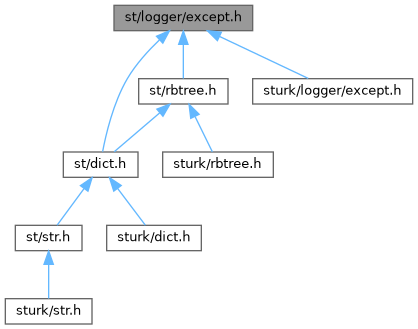 st/logger/except.h
st/rbtree.h
sturk/logger/except.h
st/dict.h
sturk/rbtree.h
st/str.h
sturk/dict.h
sturk/str.h